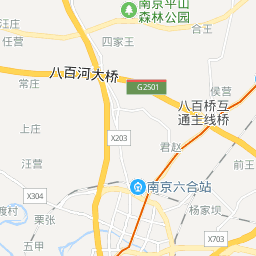 南京平山
森林公园
汪营
四家王
合王
八百河大桥
常庄
G2501
侯营
八百桥互
通主线桥
上庄
X203
君赵
汪营
前王
南京六合站
X304
渡村
栗张
杨家坝
五甲
X703